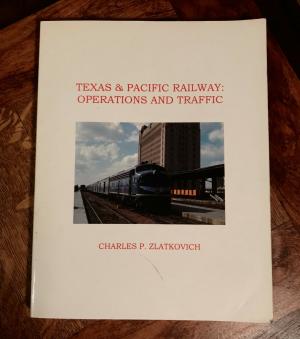 TEXAS & PACIFIC RAILWAY:
OPERATIONS AND TRAFFIC
CHARLES P. ZLATKOVICH